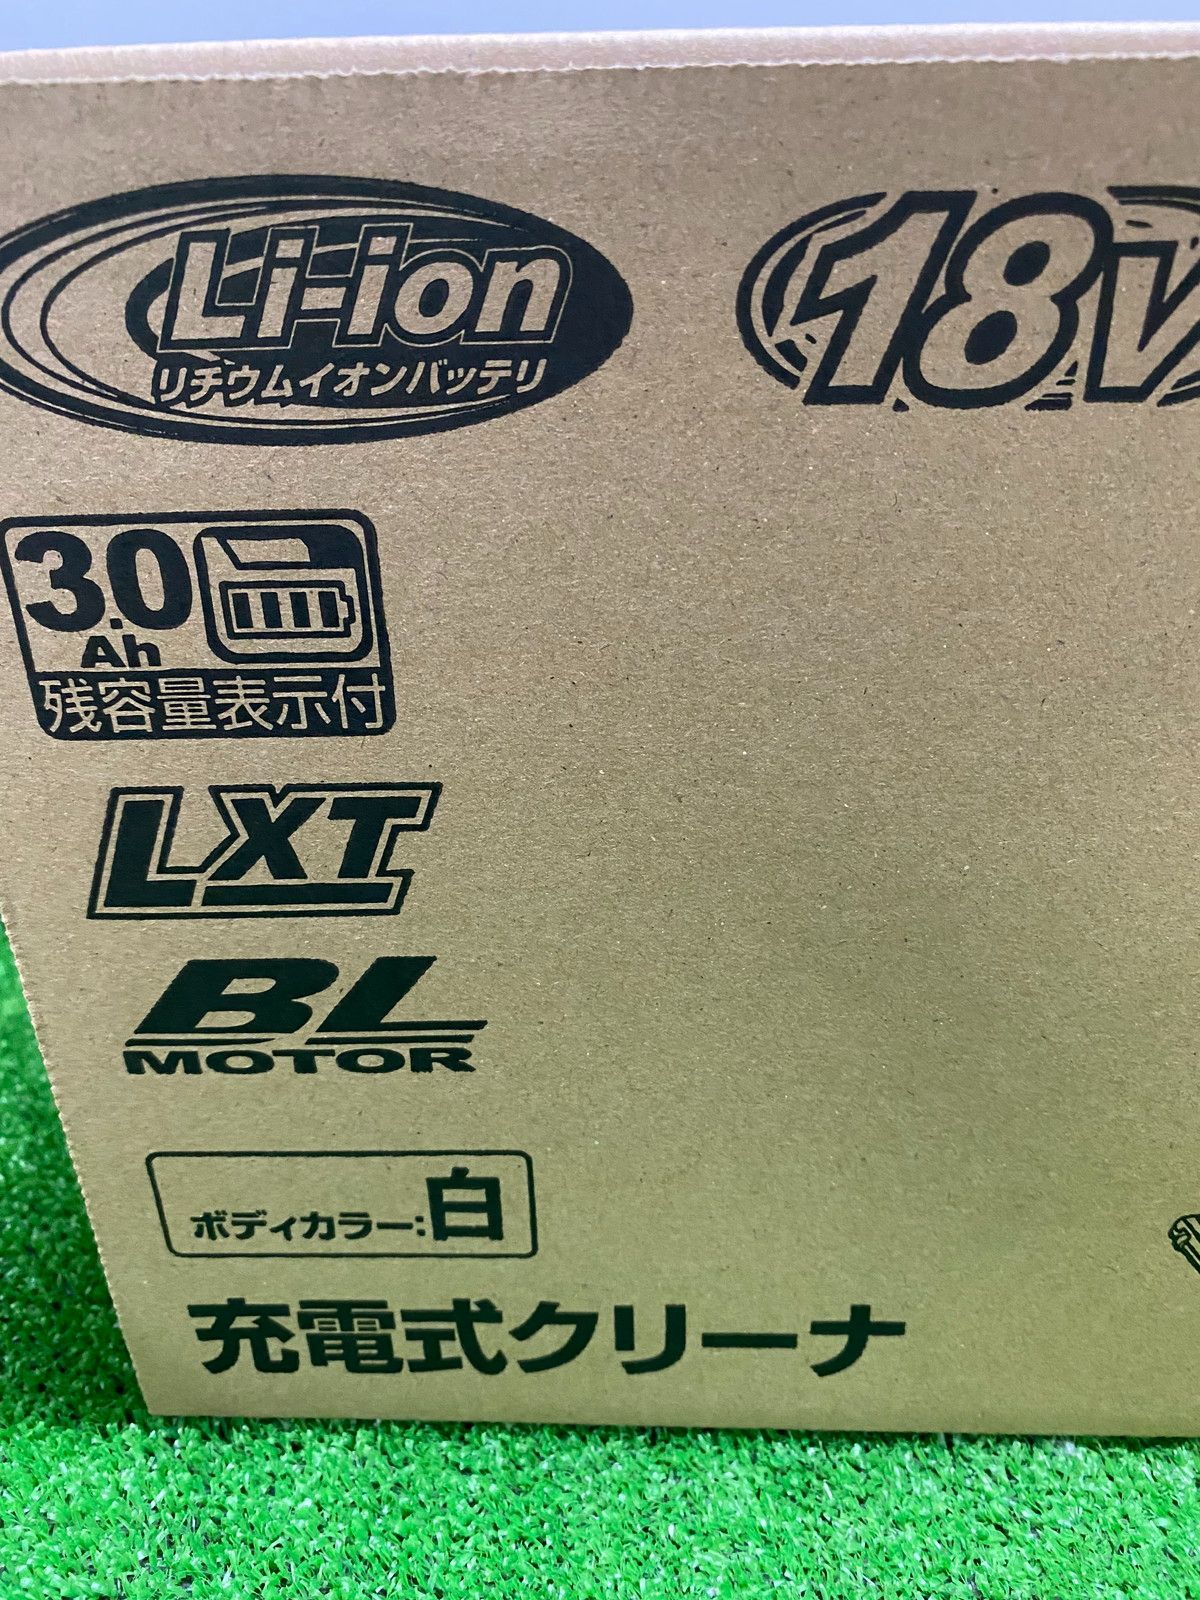 Li-ion
リチウムイオンバッテリ
18V
3.0
Ah
残容量表示付
LXT
BL
MOTOR
ボディカラー:白
充電式クリーナ